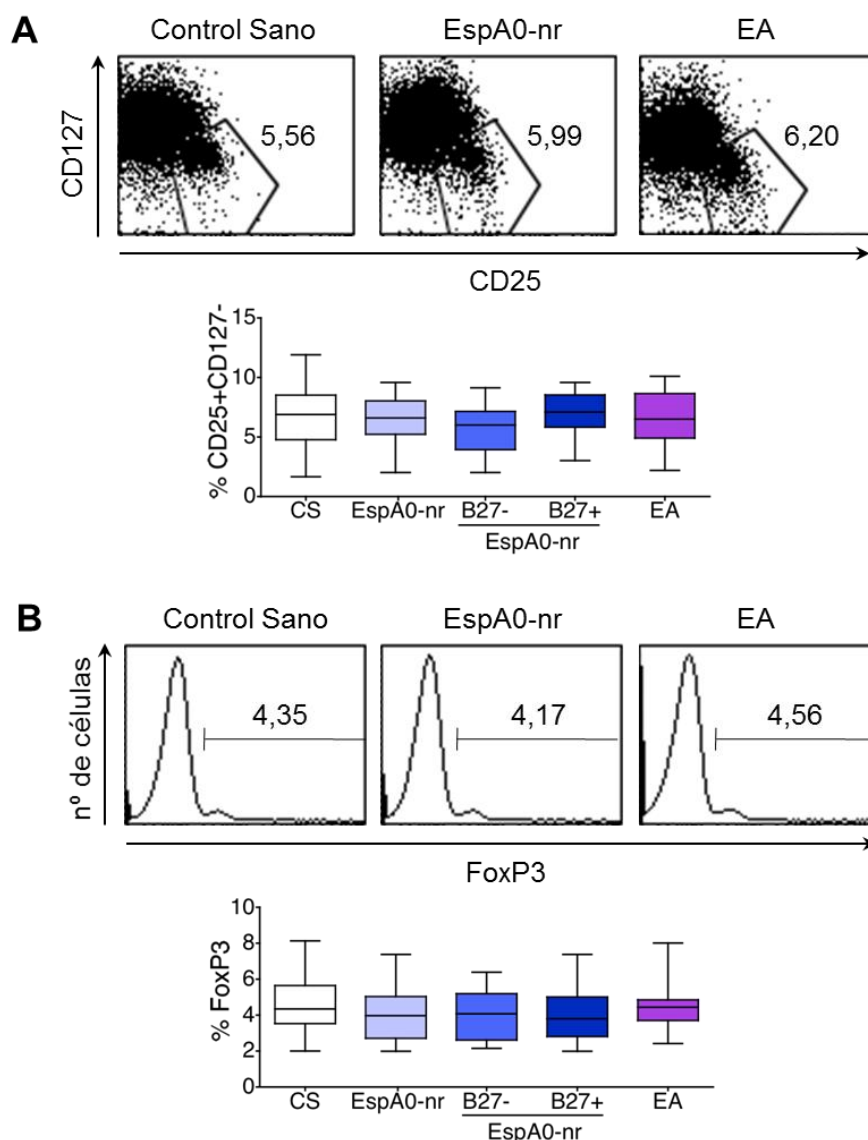 A
Control Sano EspA0-nr EA
CD127
5,56 5,99 6,20
CD25
% CD25+CD127-
15
10
5
0
CS EspA0-nr B27- B27+ EA
EspA0-nr
B
Control Sano EspA0-nr EA
nº de células
4,35 4,17 4,56
FoxP3
% FoxP3
10
8
6
4
2
0
CS EspA0-nr B27- B27+ EA
EspA0-nr